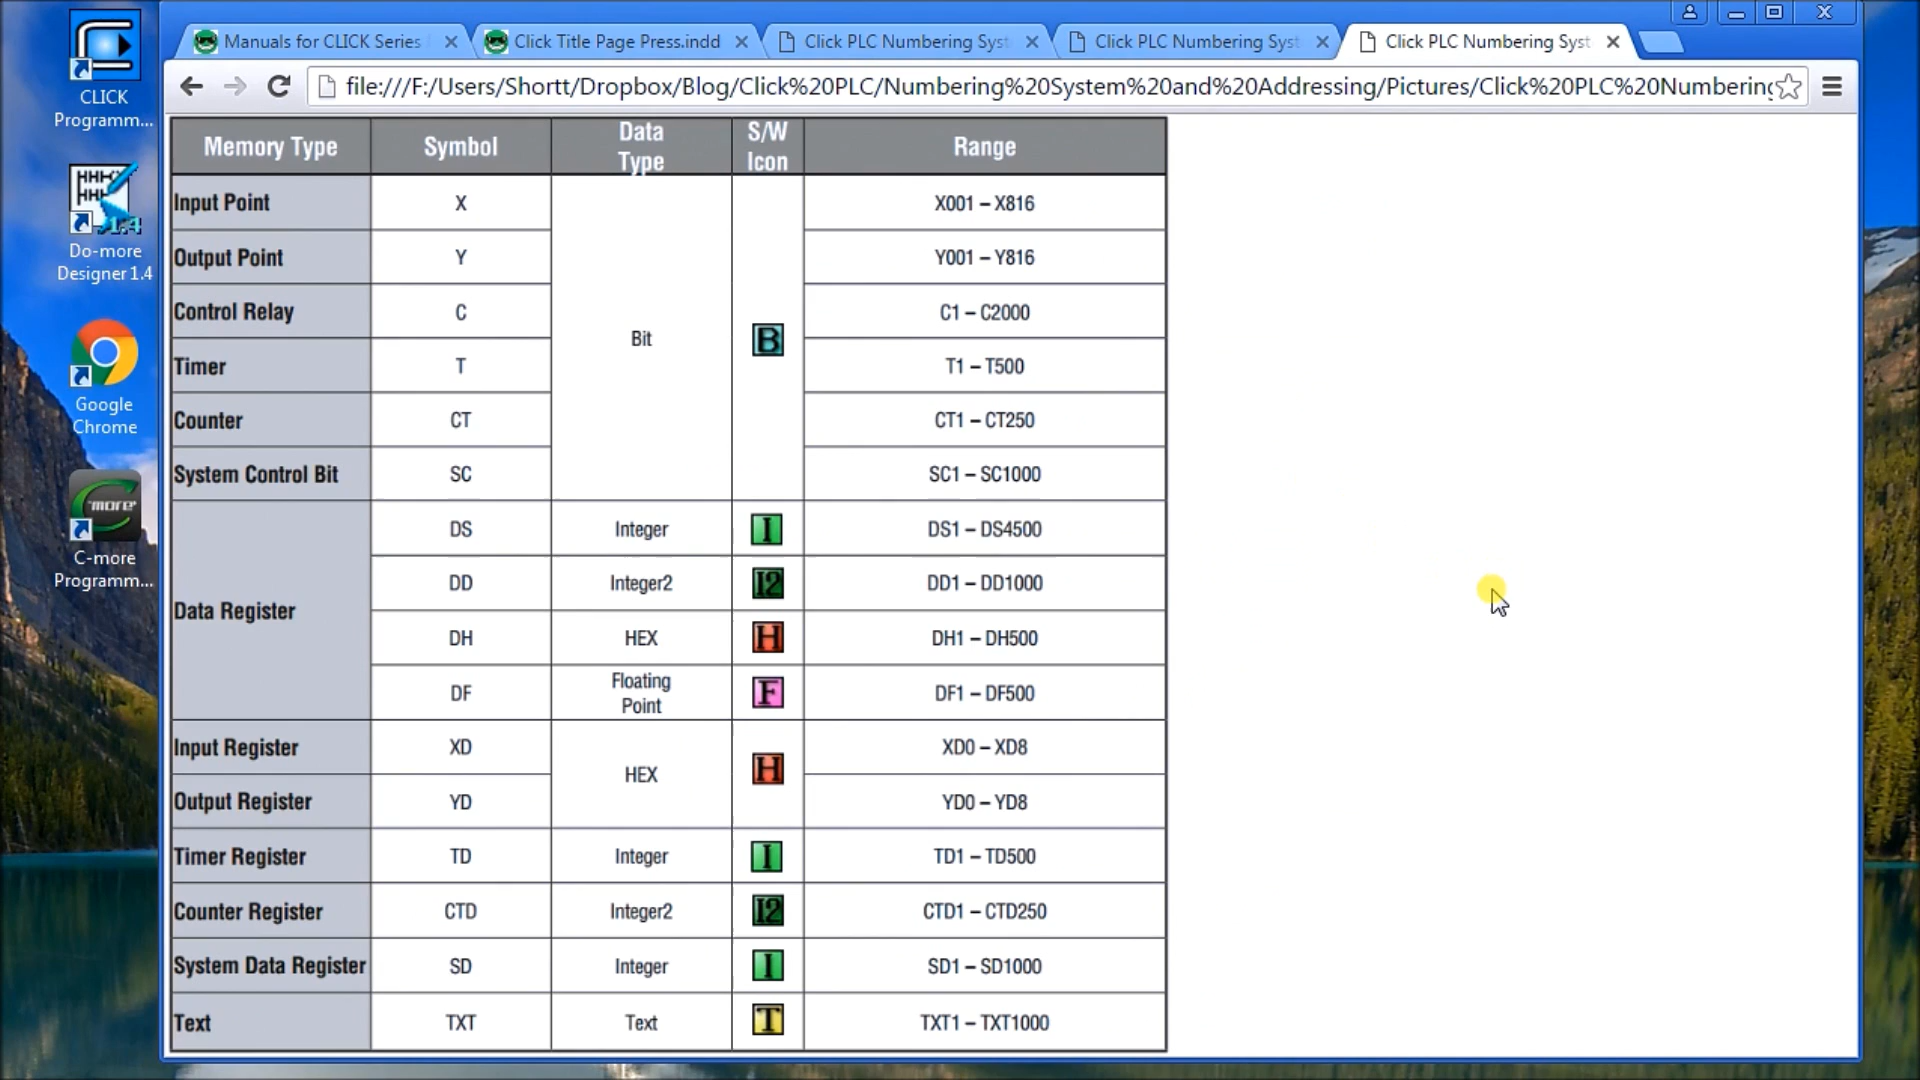 CLICK
Programm...
Do-more
Designer 1.4
Google
Chrome
C-more
Programm...
Manuals for CLICK Series
Click Title Page Press.indd
Click PLC Numbering Syst
Click PLC Numbering Syst
Click PLC Numbering Syst
file:///F:/Users/Shortt/Dropbox/Blog/Click%20PLC/Numbering%20System%20and%20Addressing/Pictures/Click%20PLC%20Numbering
Memory Type Symbol Data Type S/W Icon Range
Input Point X X001 – X816
Output Point Y Y001 – Y816
Control Relay C C1 – C2000
Bit B
Timer T T1 – T500
Counter CT CT1 – CT250
System Control Bit SC SC1 – SC1000
DS Integer I DS1 – DS4500
DD Integer2 I2 DD1 – DD1000
Data Register
DH HEX H DH1 – DH500
DF Floating Point F DF1 – DF500
Input Register XD XD0 – XD8
HEX H
Output Register YD YD0 – YD8
Timer Register TD Integer I TD1 – TD500
Counter Register CTD Integer2 I2 CTD1 – CTD250
System Data Register SD Integer I SD1 – SD1000
Text TXT Text T TXT1 – TXT1000